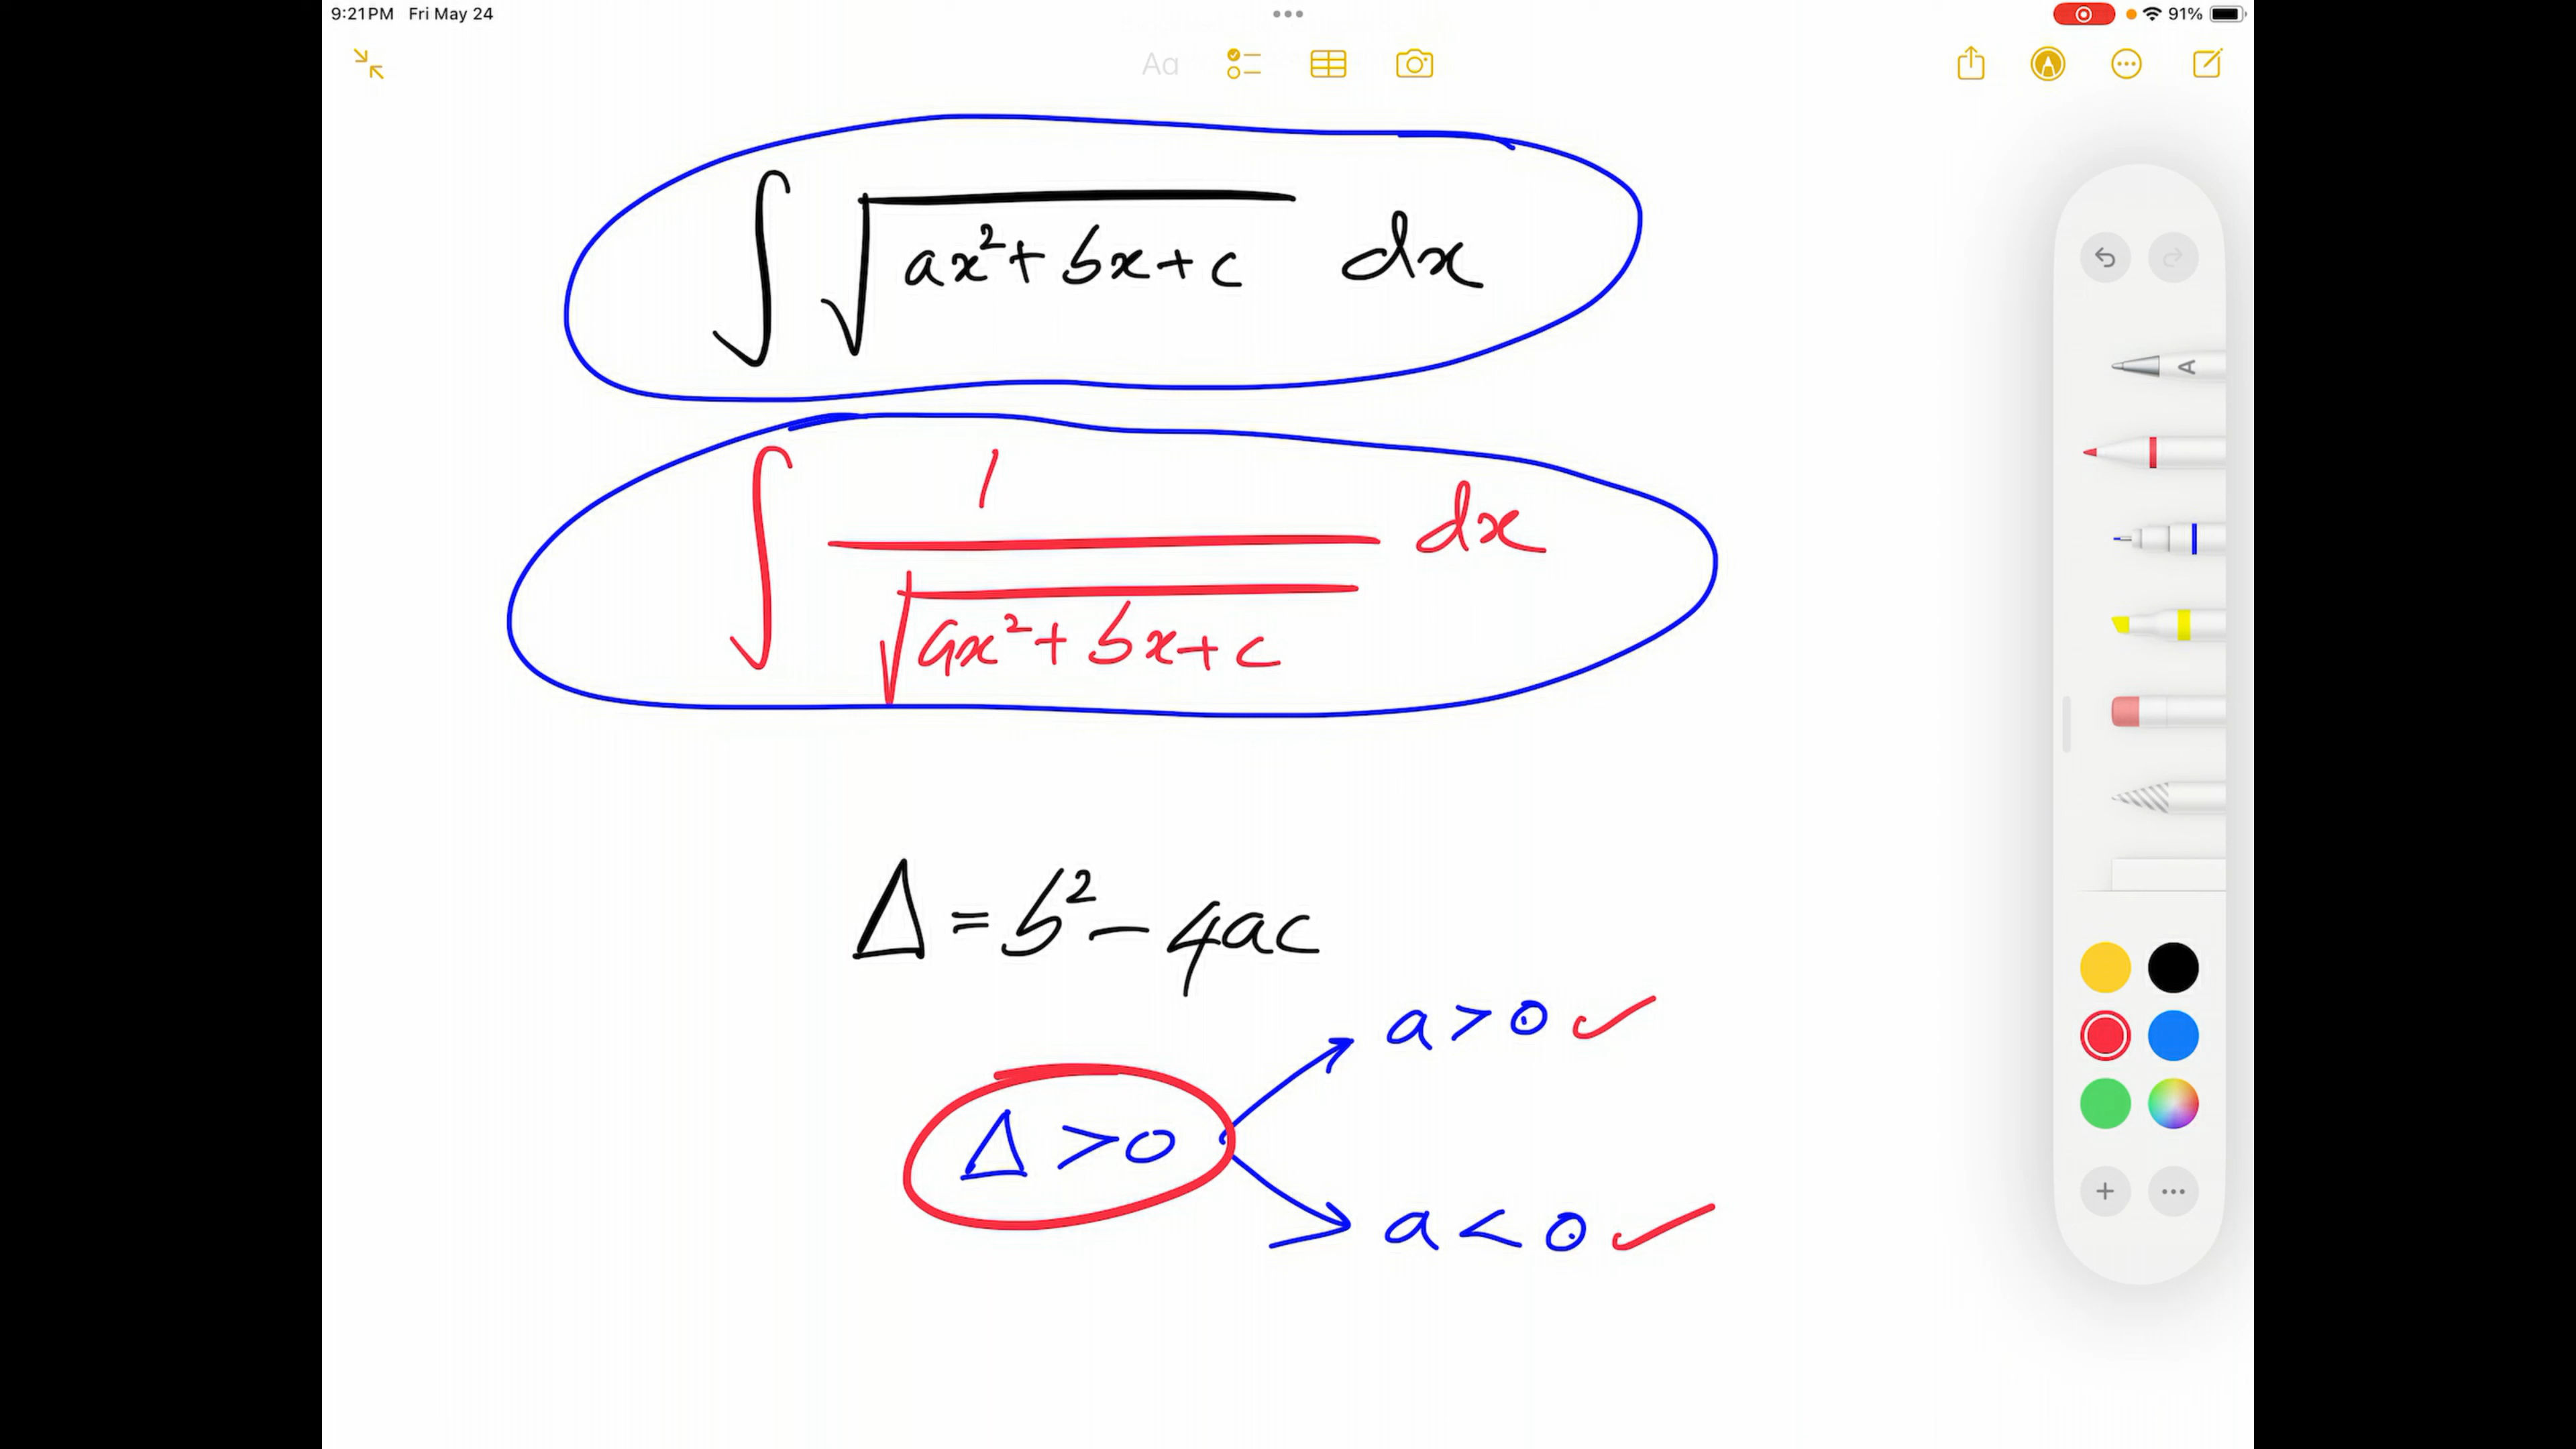 9:21PM Fri May 24
91%
Aa
∫ √(ax²+bx+c) dx
∫ 1/√(ax²+bx+c) dx
Δ = b² − 4ac
a > 0 ✓
Δ > 0
a < 0 ✓
A